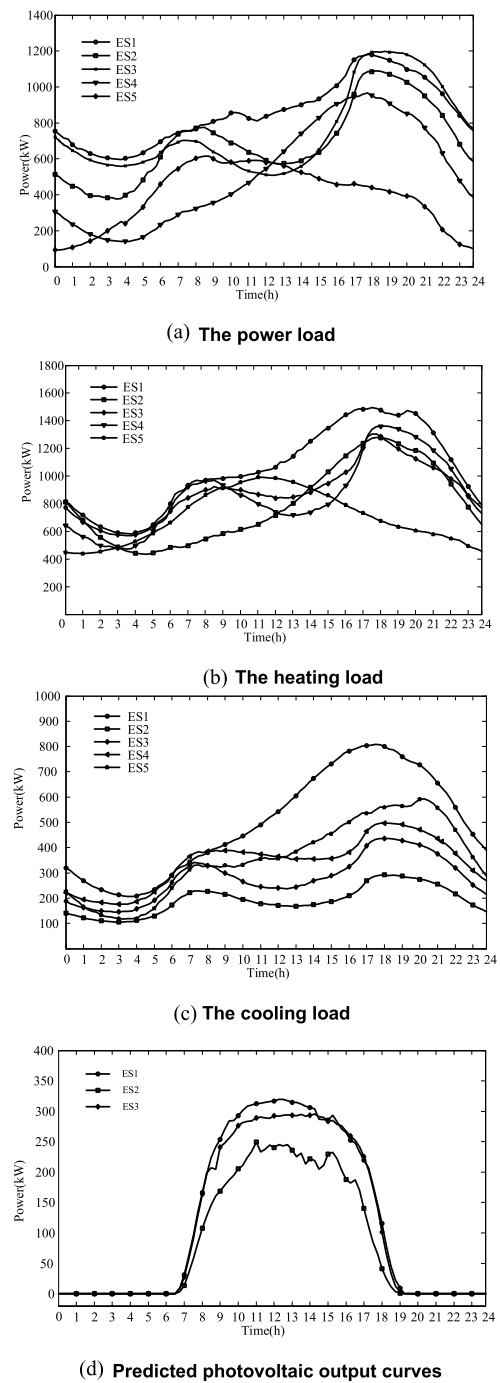 1400
1200
1000
800
600
400
200
0
Power(kW)
ES1
ES2
ES3
ES4
ES5
0 1 2 3 4 5 6 7 8 9 10 11 12 13 14 15 16 17 18 19 20 21 22 23 24
Time(h)
(a) The power load
1800
1600
1400
1200
1000
800
600
400
200
Power(kW)
ES1
ES2
ES3
ES4
ES5
0 1 2 3 4 5 6 7 8 9 10 11 12 13 14 15 16 17 18 19 20 21 22 23 24
Time(h)
(b) The heating load
1000
900
800
700
600
500
400
300
200
100
Power(kW)
ES1
ES2
ES3
ES4
ES5
0 1 2 3 4 5 6 7 8 9 10 11 12 13 14 15 16 17 18 19 20 21 22 23 24
Time(h)
(c) The cooling load
400
350
300
250
200
150
100
50
0
Power(kW)
ES1
ES2
ES3
0 1 2 3 4 5 6 7 8 9 10 11 12 13 14 15 16 17 18 19 20 21 22 23 24
Time(h)
(d) Predicted photovoltaic output curves